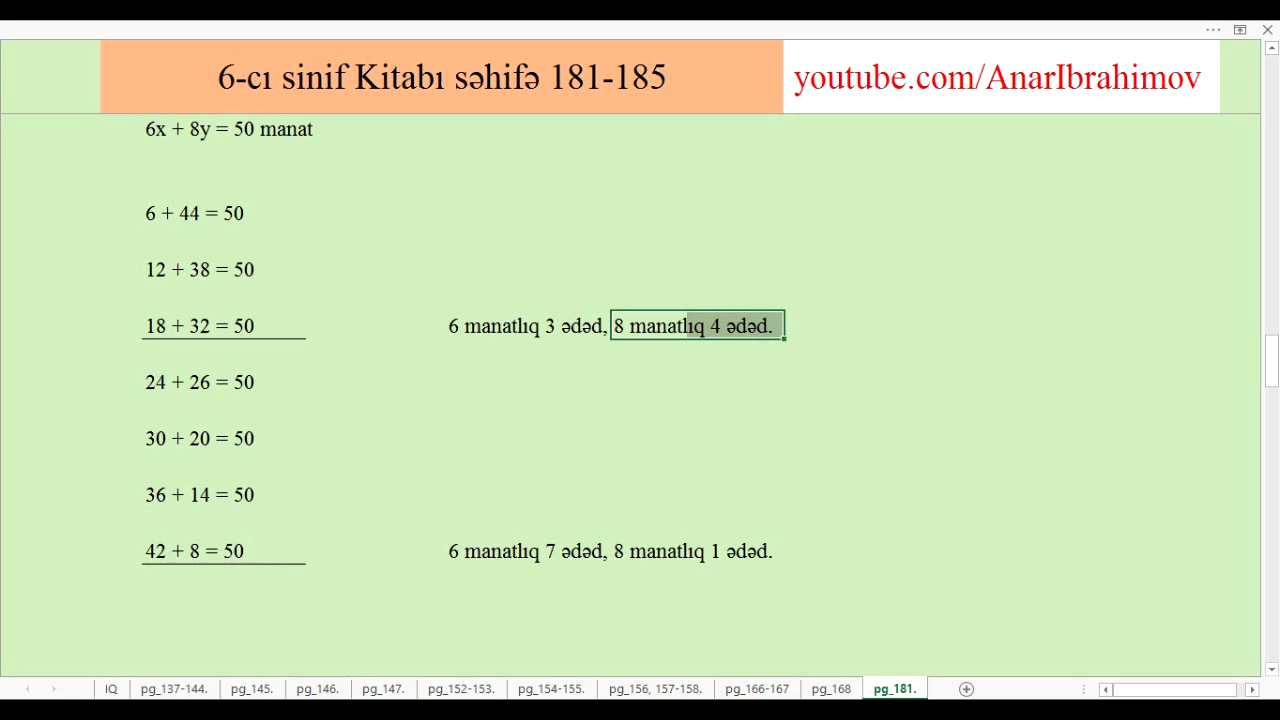 6-cı sinif Kitabı səhifə 181-185
youtube.com/AnarIbrahimov
6x + 8y = 50 manat
6 + 44 = 50
12 + 38 = 50
18 + 32 = 50
6 manatlıq 3 ədəd, 8 manatlıq 4 ədəd.
24 + 26 = 50
30 + 20 = 50
36 + 14 = 50
42 + 8 = 50
6 manatlıq 7 ədəd, 8 manatlıq 1 ədəd.
IQ pg_137-144. pg_145. pg_146. pg_147. pg_152-153. pg_154-155. pg_156, 157-158. pg_166-167 pg_168 pg_181.